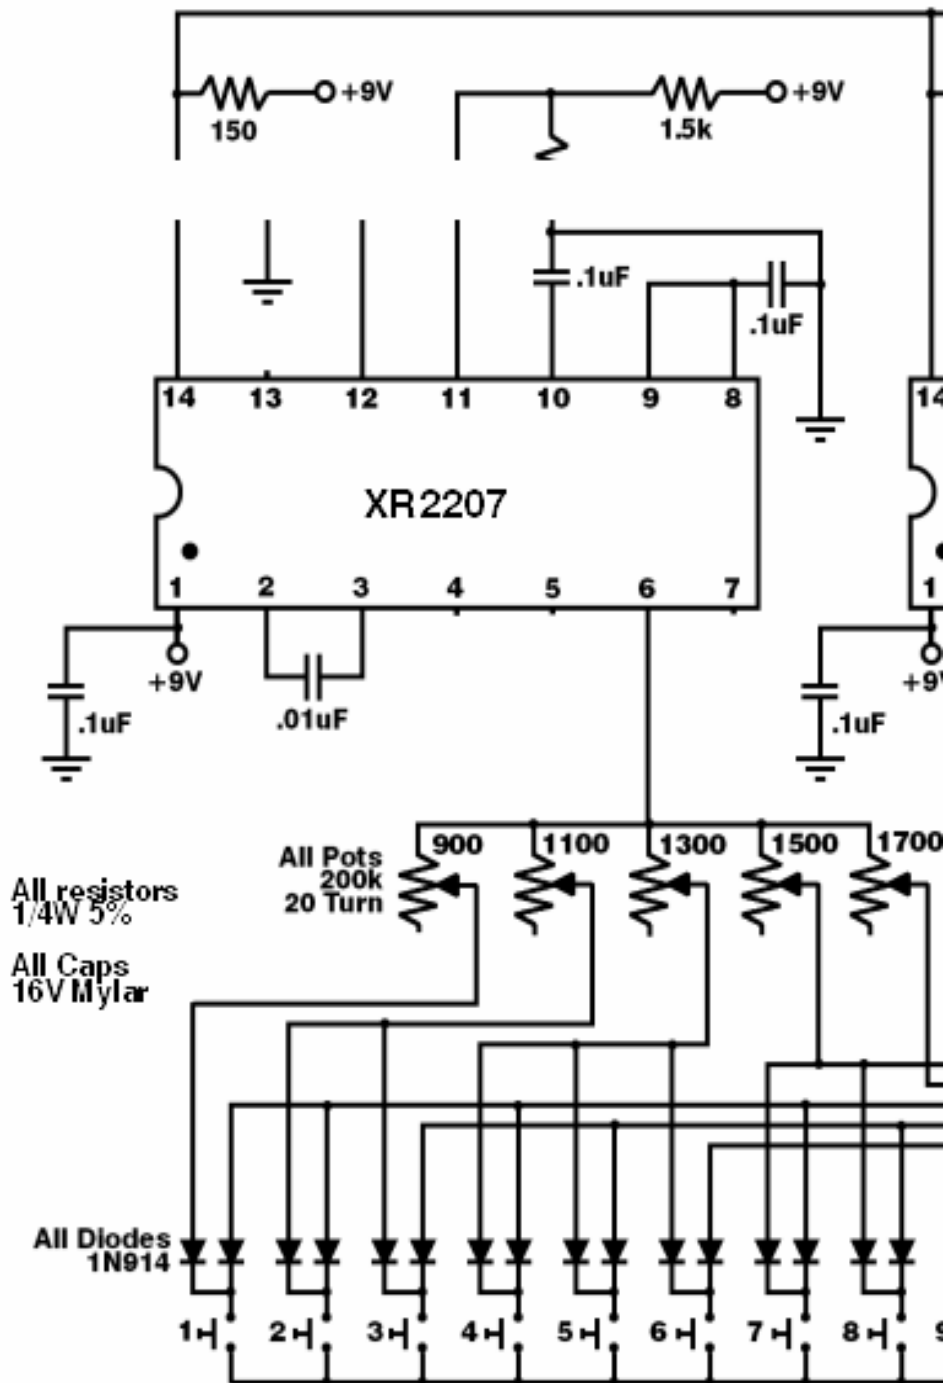 +9V
+9V
150
1.5k
.1uF
.1uF
14 13 12 11 10 9 8
14
XR2207
1 2 3 4 5 6 7
1
+9V
+9V
.1uF
.01uF
.1uF
900 1100 1300 1500 1700
All Pots
200k
20 Turn
All resistors
1/4W 5%
All Caps
16V Mylar
All Diodes
1N914
1 2 3 4 5 6 7 8 9